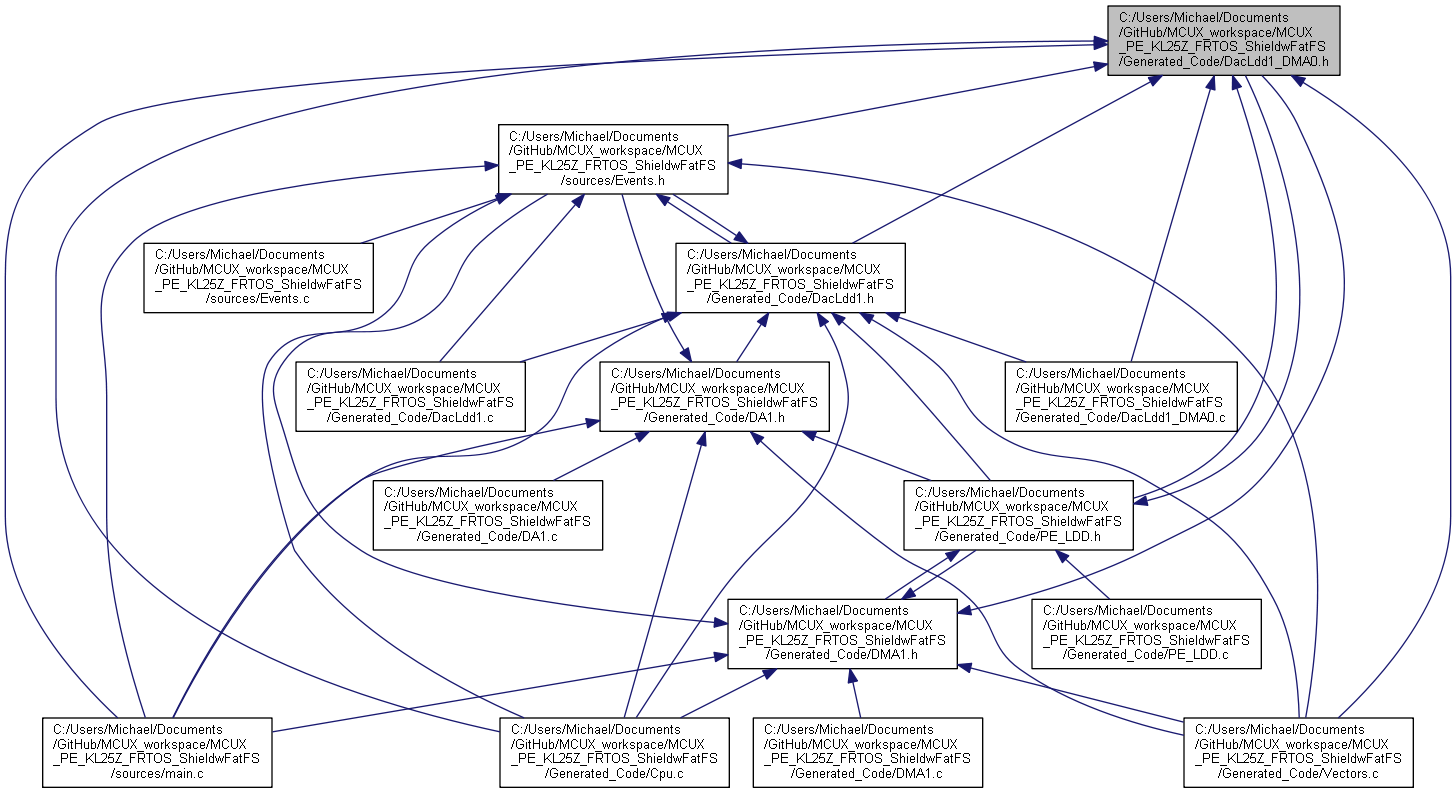 C:/Users/Michael/Documents
/GitHub/MCUX_workspace/MCUX
_PE_KL25Z_FRTOS_ShieldwFatFS
/Generated_Code/DacLdd1_DMA0.h
C:/Users/Michael/Documents
/GitHub/MCUX_workspace/MCUX
_PE_KL25Z_FRTOS_ShieldwFatFS
/sources/Events.h
C:/Users/Michael/Documents
/GitHub/MCUX_workspace/MCUX
_PE_KL25Z_FRTOS_ShieldwFatFS
/sources/Events.c
C:/Users/Michael/Documents
/GitHub/MCUX_workspace/MCUX
_PE_KL25Z_FRTOS_ShieldwFatFS
/Generated_Code/DacLdd1.h
C:/Users/Michael/Documents
/GitHub/MCUX_workspace/MCUX
_PE_KL25Z_FRTOS_ShieldwFatFS
/Generated_Code/DacLdd1.c
C:/Users/Michael/Documents
/GitHub/MCUX_workspace/MCUX
_PE_KL25Z_FRTOS_ShieldwFatFS
/Generated_Code/DA1.h
C:/Users/Michael/Documents
/GitHub/MCUX_workspace/MCUX
_PE_KL25Z_FRTOS_ShieldwFatFS
/Generated_Code/DacLdd1_DMA0.c
C:/Users/Michael/Documents
/GitHub/MCUX_workspace/MCUX
_PE_KL25Z_FRTOS_ShieldwFatFS
/Generated_Code/DA1.c
C:/Users/Michael/Documents
/GitHub/MCUX_workspace/MCUX
_PE_KL25Z_FRTOS_ShieldwFatFS
/Generated_Code/PE_LDD.h
C:/Users/Michael/Documents
/GitHub/MCUX_workspace/MCUX
_PE_KL25Z_FRTOS_ShieldwFatFS
/Generated_Code/DMA1.h
C:/Users/Michael/Documents
/GitHub/MCUX_workspace/MCUX
_PE_KL25Z_FRTOS_ShieldwFatFS
/Generated_Code/PE_LDD.c
C:/Users/Michael/Documents
/GitHub/MCUX_workspace/MCUX
_PE_KL25Z_FRTOS_ShieldwFatFS
/sources/main.c
C:/Users/Michael/Documents
/GitHub/MCUX_workspace/MCUX
_PE_KL25Z_FRTOS_ShieldwFatFS
/Generated_Code/Cpu.c
C:/Users/Michael/Documents
/GitHub/MCUX_workspace/MCUX
_PE_KL25Z_FRTOS_ShieldwFatFS
/Generated_Code/DMA1.c
C:/Users/Michael/Documents
/GitHub/MCUX_workspace/MCUX
_PE_KL25Z_FRTOS_ShieldwFatFS
/Generated_Code/Vectors.c